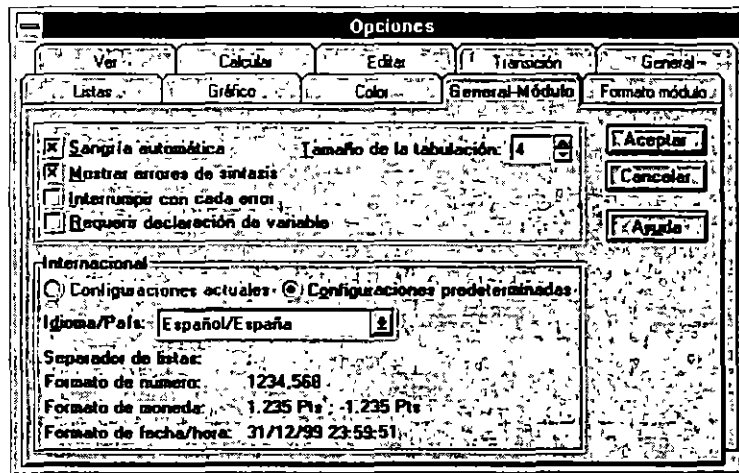 Opciones
Ver Calcular Editar Transición General
Listas Gráfico Color General-Módulo Formato módulo
Sangría automática Tamaño de la tabulación: 4
Mostrar errores de sintaxis
Interrumpe con cada error
Requerir declaración de variable
Aceptar
Cancelar
Ayuda
Internacional
Configuraciones actuales Configuraciones predeterminadas
Idioma/País: Español/España
Separador de listas:
Formato de número: 1234,568
Formato de moneda: 1.235 Pts 1.235 Pts
Formato de fecha/hora: 31/12/99 23:59:51